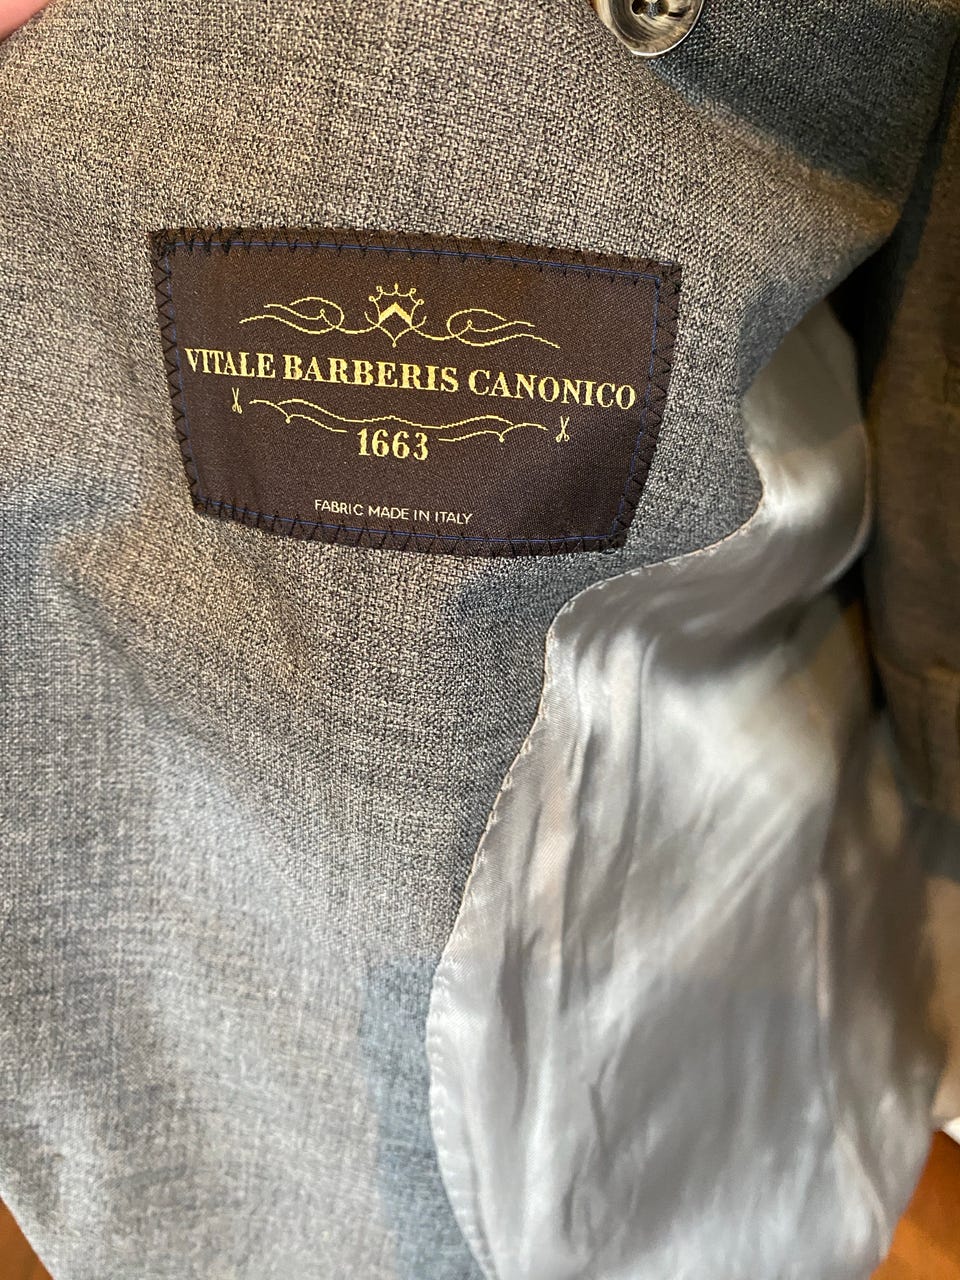 VITALE BARBERIS CANONICO
1663
FABRIC MADE IN ITALY